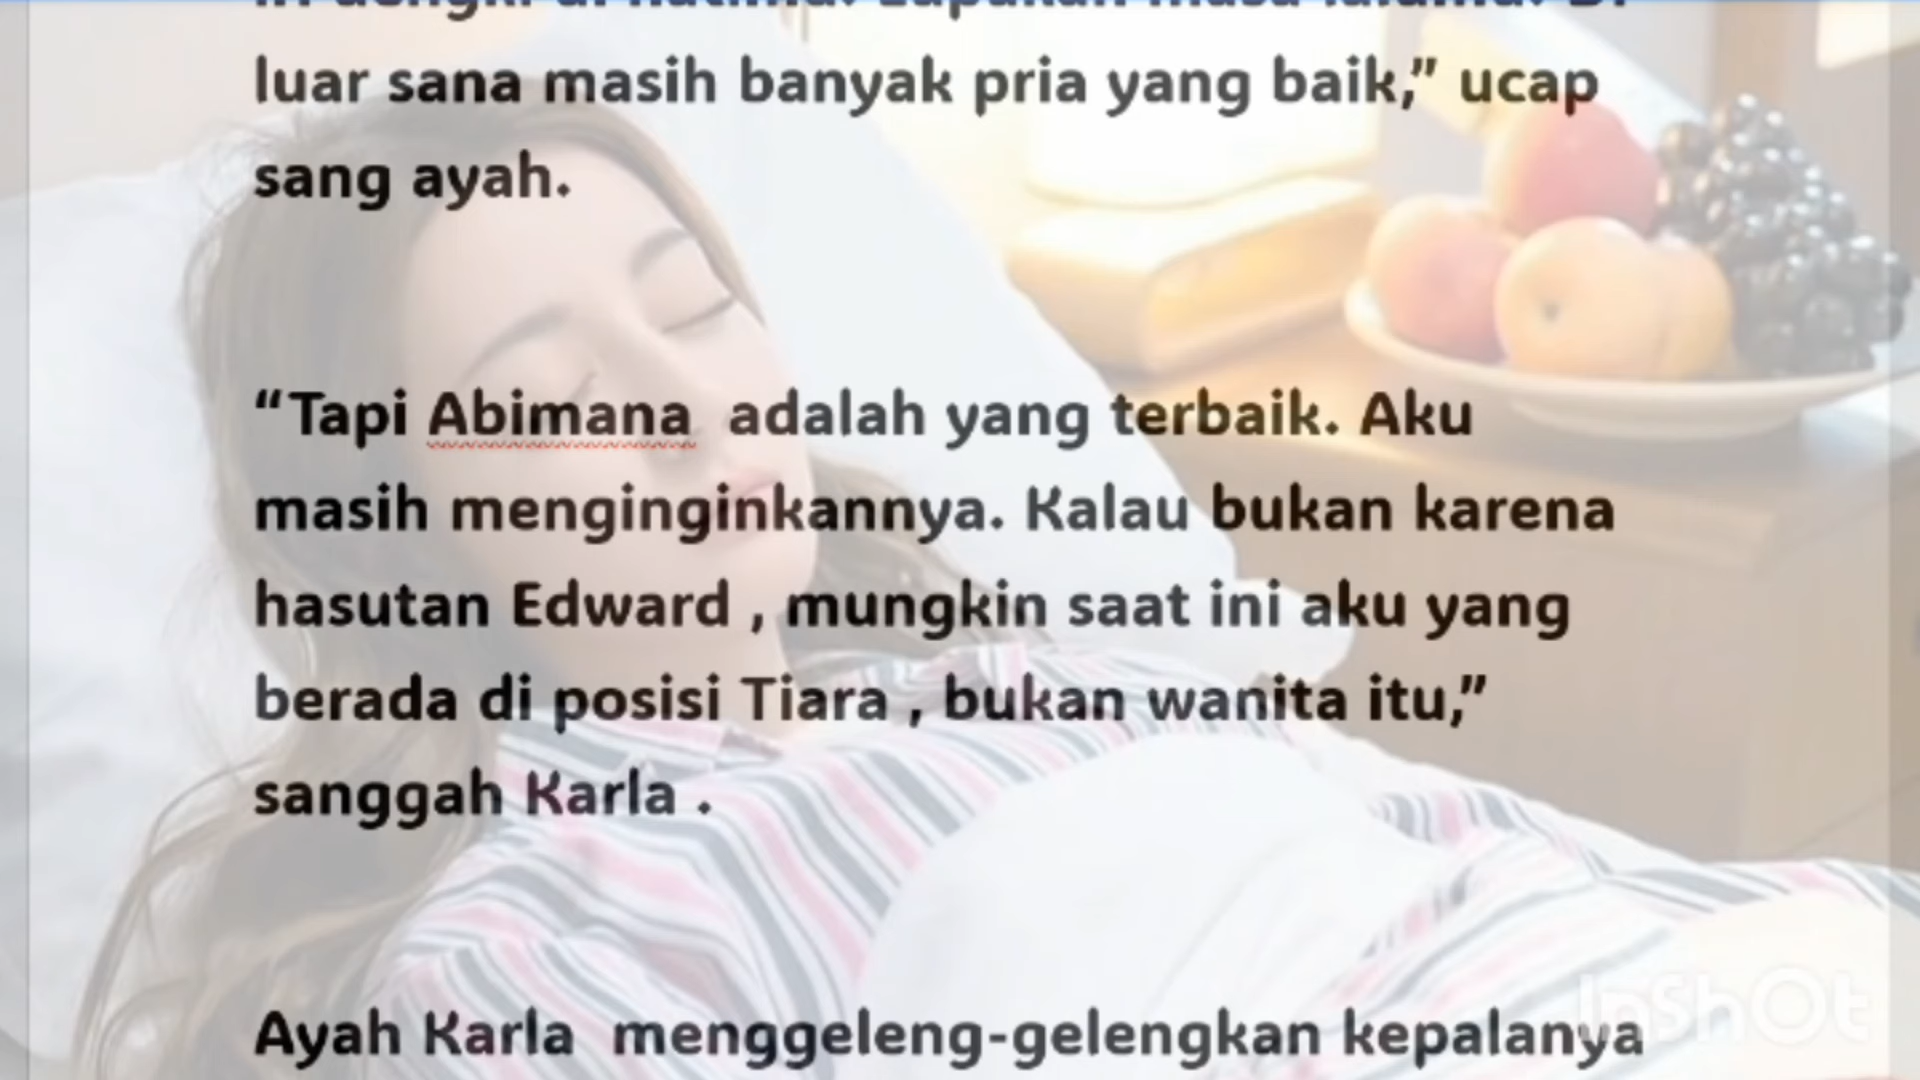 luar sana masih banyak pria yang baik,” ucap
sang ayah.
“Tapi Abimana  adalah yang terbaik. Aku
masih menginginkannya. Kalau bukan karena
hasutan Edward , mungkin saat ini aku yang
berada di posisi Tiara , bukan wanita itu,”
sanggah Karla .
Ayah Karla  menggeleng-gelengkan kepalanya
InShOt